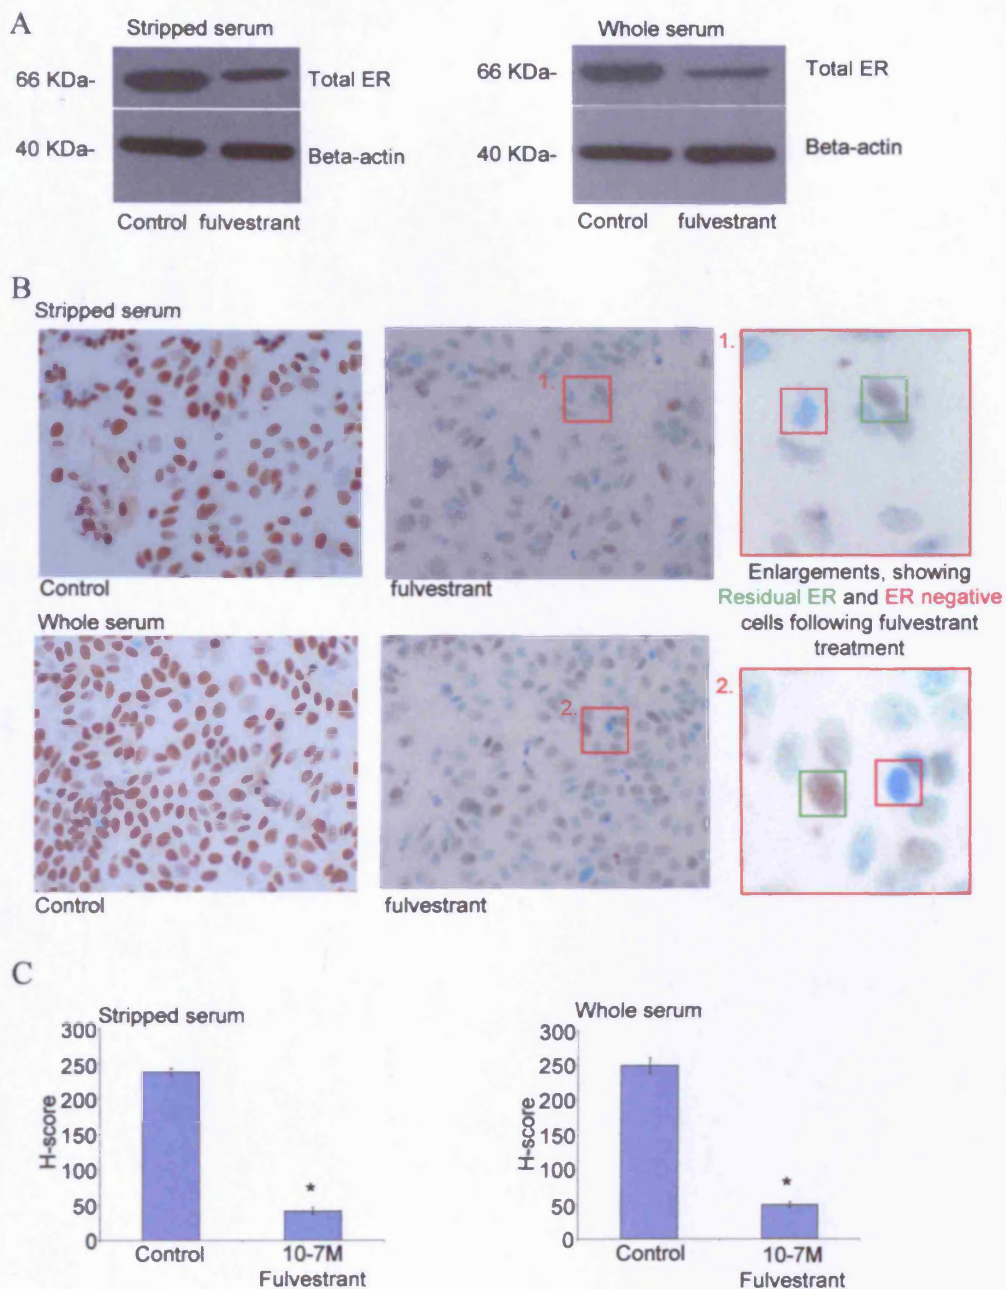 A
Stripped serum
66 KDa-
Total ER
40 KDa-
Beta-actin
Control fulvestrant
Whole serum
66 KDa-
Total ER
40 KDa-
Beta-actin
Control fulvestrant
B
Stripped serum
1.
1.
Control
fulvestrant
Enlargements, showing
Residual ER and ER negative
cells following fulvestrant
treatment
Whole serum
2.
2.
Control
fulvestrant
C
Stripped serum
300
250
200
150
100
50
0
H-score
*
Control
10-7M
Fulvestrant
Whole serum
300
250
200
150
100
50
0
H-score
*
Control
10-7M
Fulvestrant